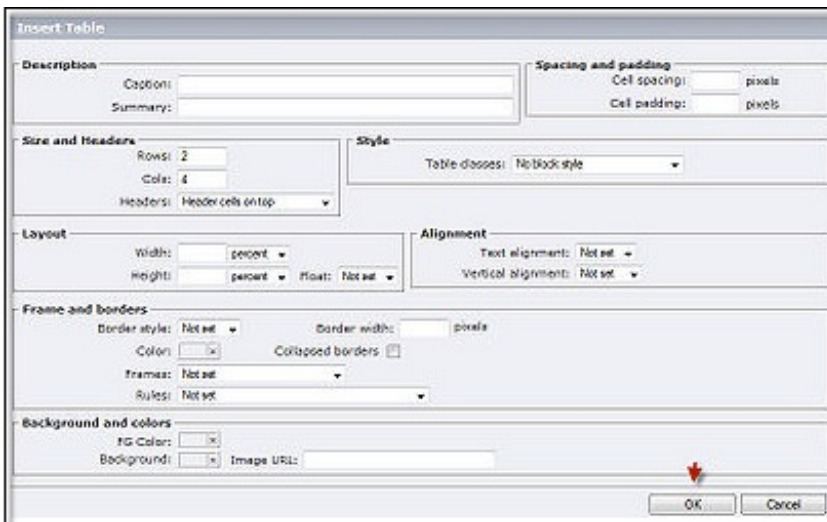 Insert Table
Description
Caption:
Summary:
Spacing and padding
Cell spacing: pixels
Cell padding: pixels
Size and Headers
Rows: 2
Cols: 4
Headers: Header cells on top
Style
Table classes: No block style
Layout
Width: percent
Height: percent Float: Not set
Alignment
Text alignment: Not set
Vertical alignment: Not set
Frame and borders
Border style: Not set Border width: pixels
Color: Collapsed borders
Frames: Not set
Rules: Not set
Background and colors
FG Color:
Background: Image URL:
OK Cancel